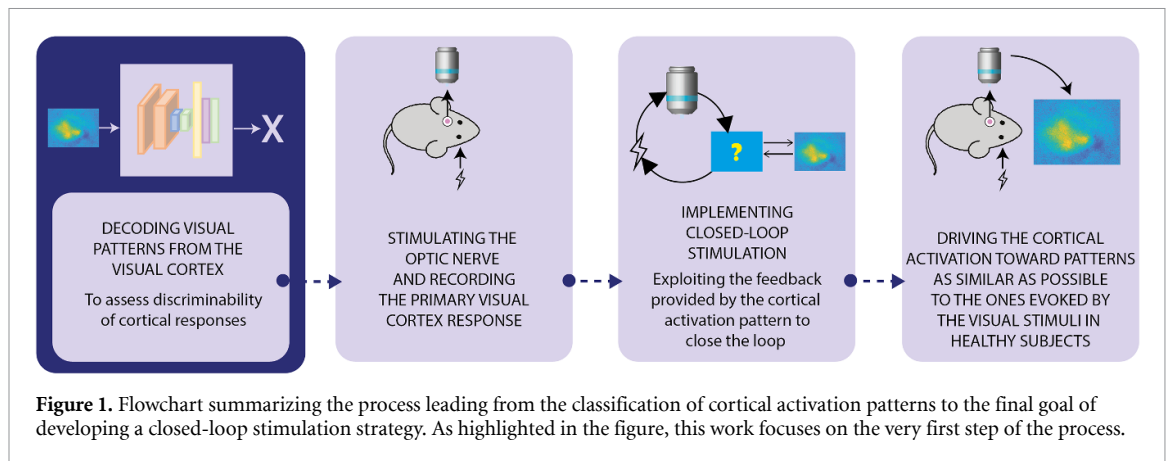 X
DECODING VISUAL
PATTERNS FROM THE
VISUAL CORTEX
To assess discriminability
of cortical responses
STIMULATING THE
OPTIC NERVE
AND RECORDING
THE PRIMARY VISUAL
CORTEX RESPONSE
?
IMPLEMENTING
CLOSED-LOOP
STIMULATION
Exploiting the feedback
provided by the cortical
activation pattern to
close the loop
DRIVING THE CORTICAL
ACTIVATION TOWARD PATTERNS
AS SIMILAR AS POSSIBLE
TO THE ONES EVOKED BY
THE VISUAL STIMULI IN
HEALTHY SUBJECTS
Figure 1. Flowchart summarizing the process leading from the classification of cortical activation patterns to the final goal of
developing a closed-loop stimulation strategy. As highlighted in the figure, this work focuses on the very first step of the process.